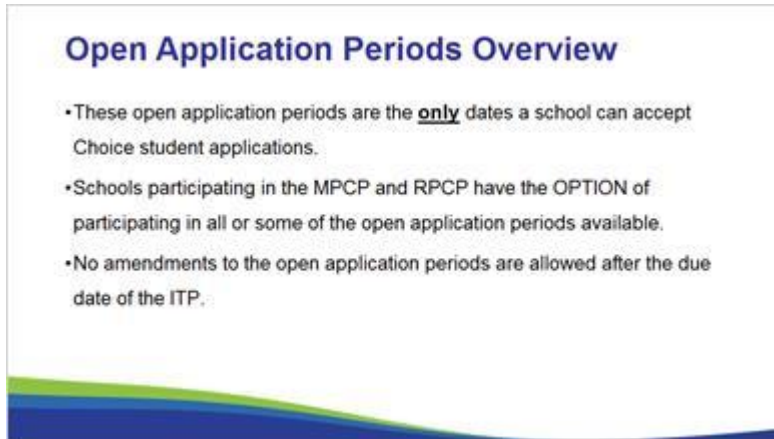 Open Application Periods Overview
•These open application periods are the only dates a school can accept
Choice student applications.
•Schools participating in the MPCP and RPCP have the OPTION of
participating in all or some of the open application periods available.
•No amendments to the open application periods are allowed after the due
date of the ITP.